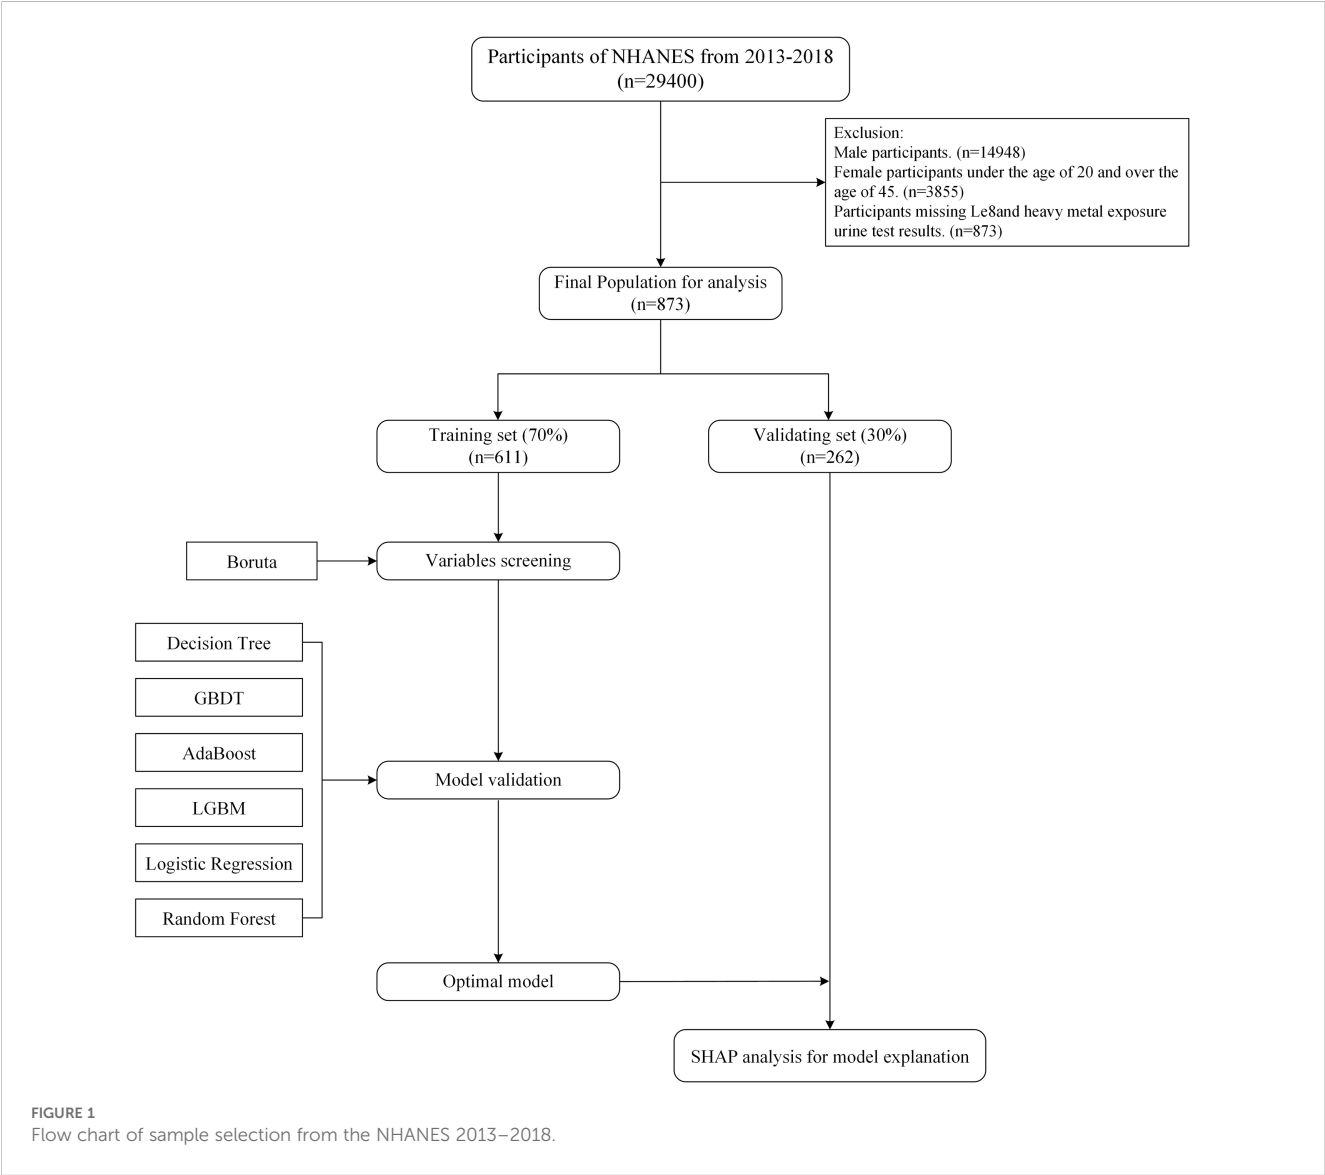 Participants of NHANES from 2013-2018
(n=29400)
Exclusion:
Male participants. (n=14948)
Female participants under the age of 20 and over the
age of 45. (n=3855)
Participants missing Le8and heavy metal exposure
urine test results. (n=873)
Final Population for analysis
(n=873)
Training set (70%)
(n=611)
Validating set (30%)
(n=262)
Boruta
Variables screening
Decision Tree
GBDT
AdaBoost
Model validation
LGBM
Logistic Regression
Random Forest
Optimal model
SHAP analysis for model explanation
FIGURE 1
Flow chart of sample selection from the NHANES 2013–2018.